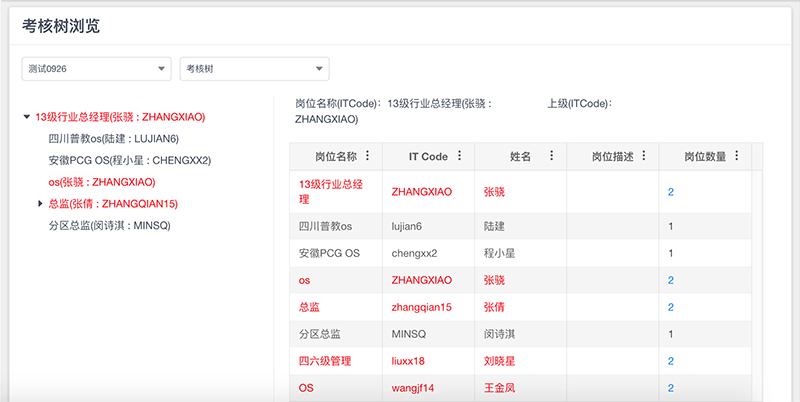 考核树浏览
测试0926
考核树
13级行业总经理(张骁 : ZHANGXIAO)
四川普教os(陆建 : LUJIAN6)
安徽PCG OS(程小星 : CHENGXX2)
os(张骁 : ZHANGXIAO)
总监(张倩 : ZHANGQIAN15)
分区总监(闵诗淇 : MINSQ)
岗位名称(ITCode)：13级行业总经理(张骁 : 上级(ITCode)：
ZHANGXIAO)
岗位名称 IT Code 姓名 岗位描述 岗位数量
13级行业总经
理 ZHANGXIAO 张骁 2
四川普教os lujian6 陆建 1
安徽PCG OS chengxx2 程小星 1
os ZHANGXIAO 张骁 2
总监 zhangqian15 张倩 2
分区总监 MINSQ 闵诗淇 1
四六级管理 liuxx18 刘晓星 2
OS wangjf14 王金凤 2